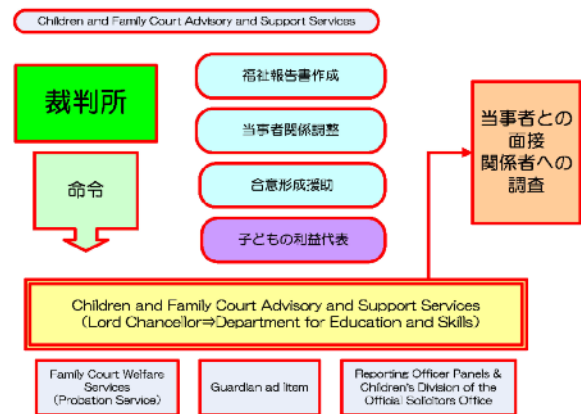 Children and Family Court Advisory and Support Services
裁判所
命令
福祉報告書作成
当事者関係調整
合意形成援助
子どもの利益代表
当事者との
面接
関係者への
調査
Children and Family Court Advisory and Support Services
(Lord Chancellor⇒Department for Education and Skills)
Family Court Welfare
Services
(Probation Service)
Guardian ad litem
Reporting Officer Panels &
Children's Division of the
Official Solicitors Office